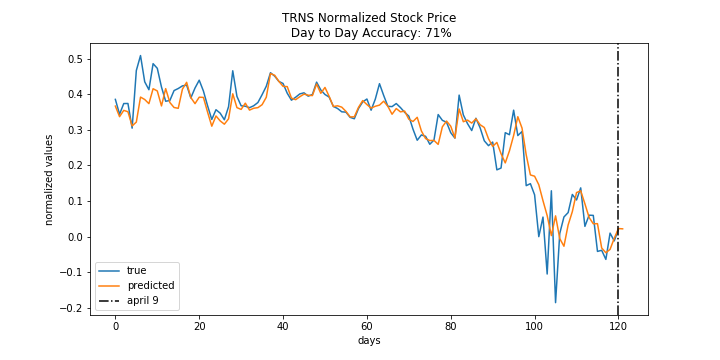 TRNS Normalized Stock Price
Day to Day Accuracy: 71%
normalized values
0.5
0.4
0.3
0.2
0.1
0.0
−0.1
−0.2
true
predicted
april 9
0 20 40 60 80 100 120
days